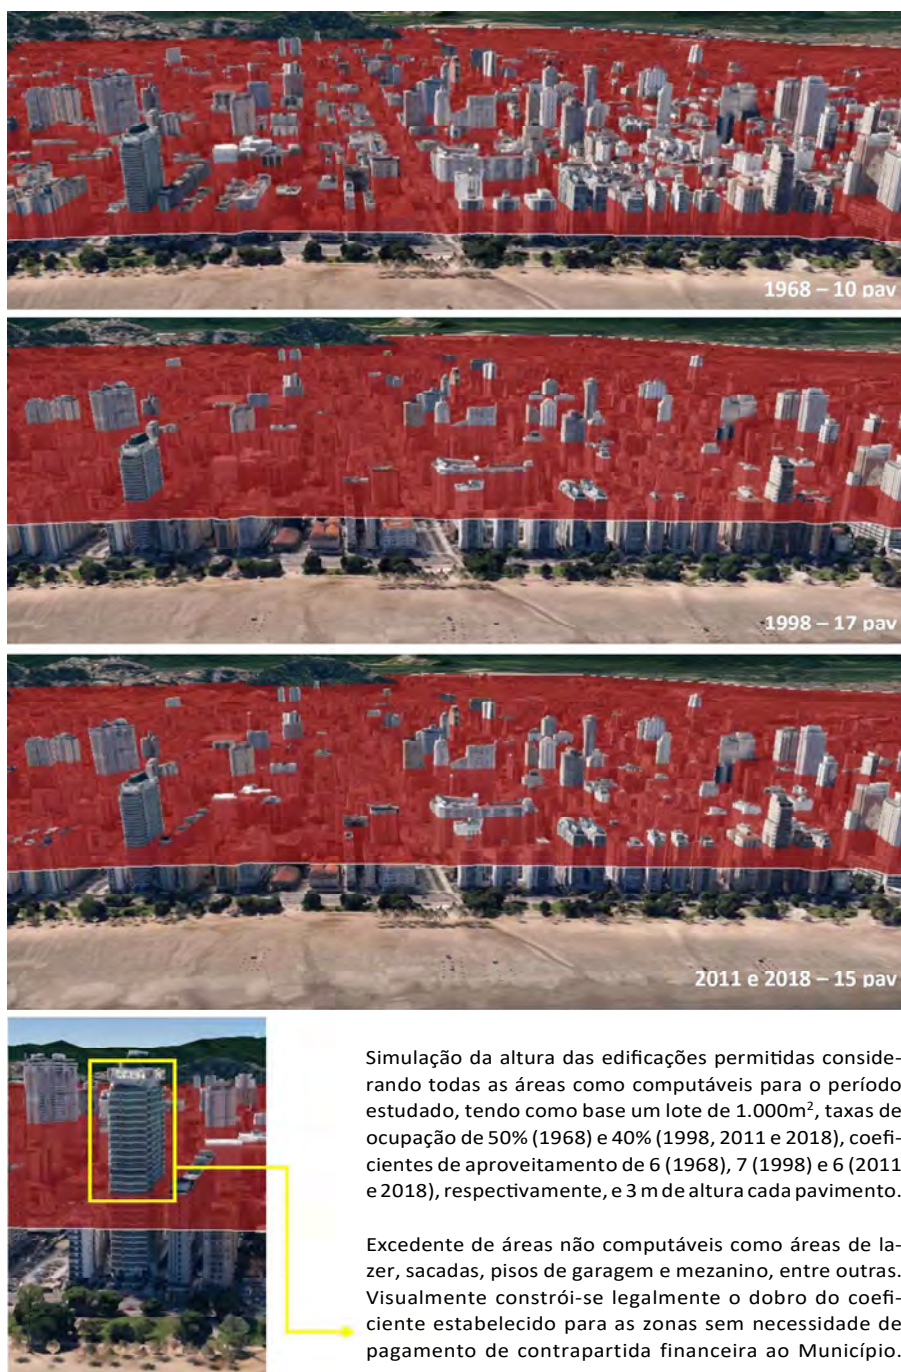 1968 – 10 pav
1998 – 17 pav
2011 e 2018 – 15 pav
Simulação da altura das edificações permitidas conside-
rando todas as áreas como computáveis para o período
estudado, tendo como base um lote de 1.000m², taxas de
ocupação de 50% (1968) e 40% (1998, 2011 e 2018), coefi-
cientes de aproveitamento de 6 (1968), 7 (1998) e 6 (2011
e 2018), respectivamente, e 3 m de altura cada pavimento.
Excedente de áreas não computáveis como áreas de la-
zer, sacadas, pisos de garagem e mezanino, entre outras.
Visualmente constrói-se legalmente o dobro do coefi-
ciente estabelecido para as zonas sem necessidade de
pagamento de contrapartida financeira ao Município.